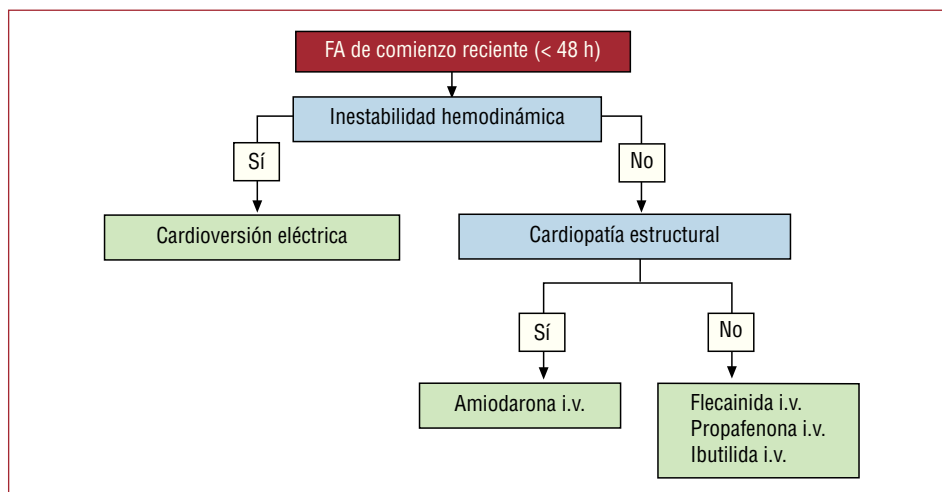 FA de comienzo reciente (< 48 h)
Inestabilidad hemodinámica
Sí
No
Cardioversión eléctrica
Cardiopatía estructural
Sí
No
Amiodarona i.v.
Flecainida i.v.
Propafenona i.v.
Ibutilida i.v.